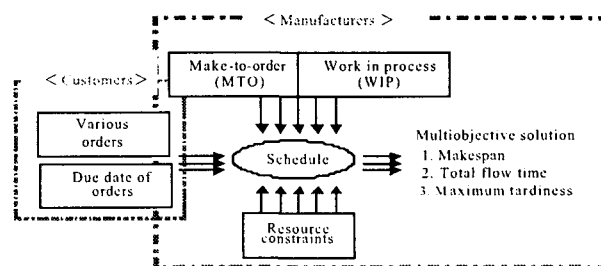 < Manufacturers >
< Customers >
Make-to-order
(MTO)
Work in process
(WIP)
Various
orders
Due date of
orders
Schedule
Multiobjective solution
1. Makespan
2. Total flow time
3. Maximum tardiness
Resource
constraints